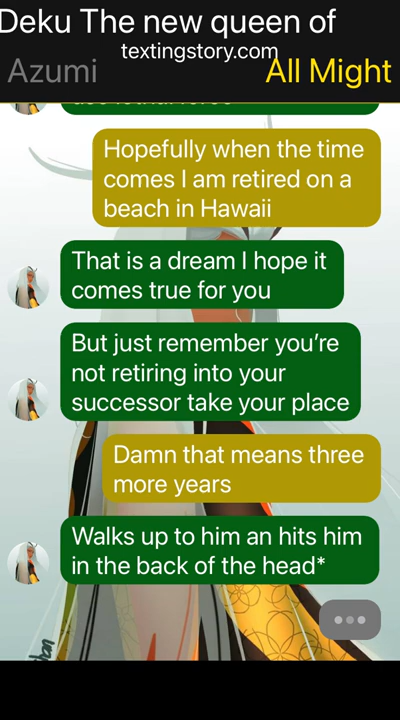 Deku The new queen of
textingstory.com
Azumi
All Might
Hopefully when the time
comes I am retired on a
beach in Hawaii
That is a dream I hope it
comes true for you
But just remember you’re
not retiring into your
successor take your place
Damn that means three
more years
Walks up to him an hits him
in the back of the head*